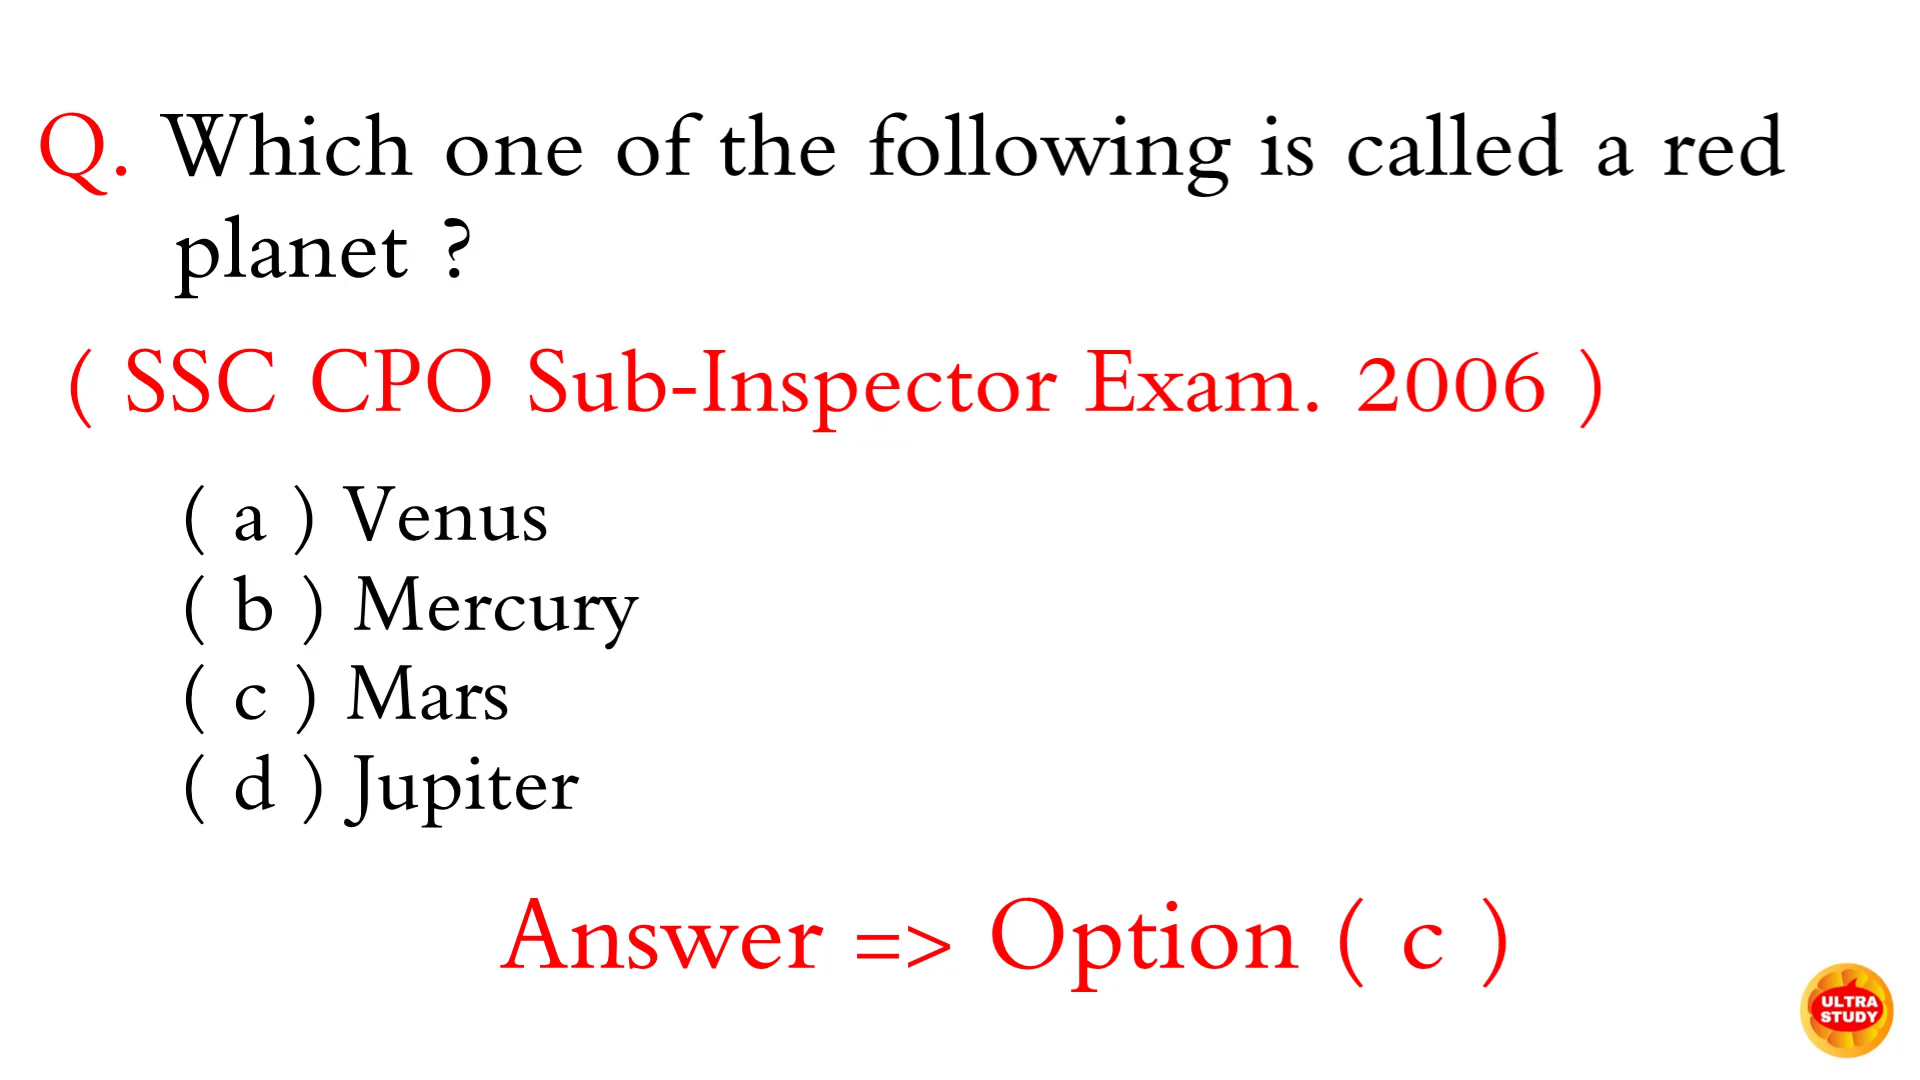 Q. Which one of the following is called a red
planet ?
( SSC CPO Sub-Inspector Exam. 2006 )
( a ) Venus
( b ) Mercury
( c ) Mars
( d ) Jupiter
Answer => Option ( c )
ULTRA
STUDY